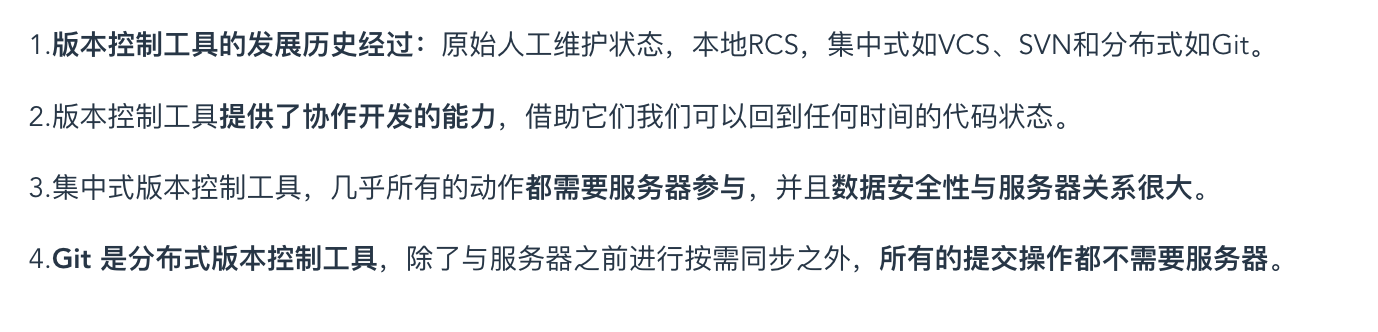 1.版本控制工具的发展历史经过：原始人工维护状态，本地RCS，集中式如VCS、SVN和分布式如Git。
2.版本控制工具提供了协作开发的能力，借助它们我们可以回到任何时间的代码状态。
3.集中式版本控制工具，几乎所有的动作都需要服务器参与，并且数据安全性与服务器关系很大。
4.Git 是分布式版本控制工具，除了与服务器之前进行按需同步之外，所有的提交操作都不需要服务器。